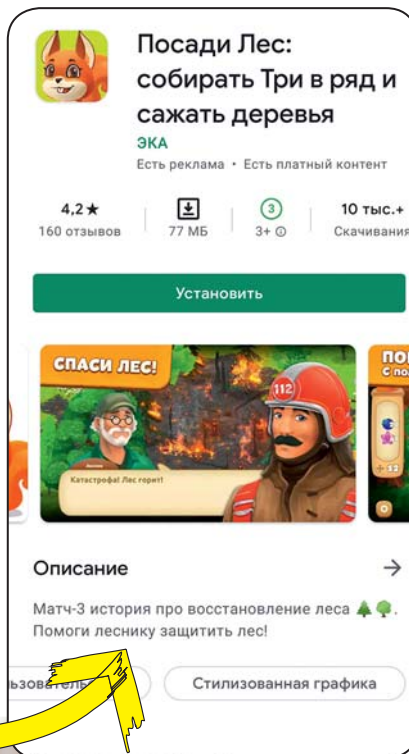 Посади Лес:
собирать Три в ряд и
сажать деревья
ЭКА
Есть реклама • Есть платный контент
4,2★
160 отзывов
77 МБ
3
3+
10 тыс.+
Скачивания
Установить
СПАСИ ЛЕС!
112
Катастрофа! Лес горит!
+12
Описание
Матч-3 история про восстановление леса 🌲🌳.
Помоги леснику защитить лес!
Стилизованная графика